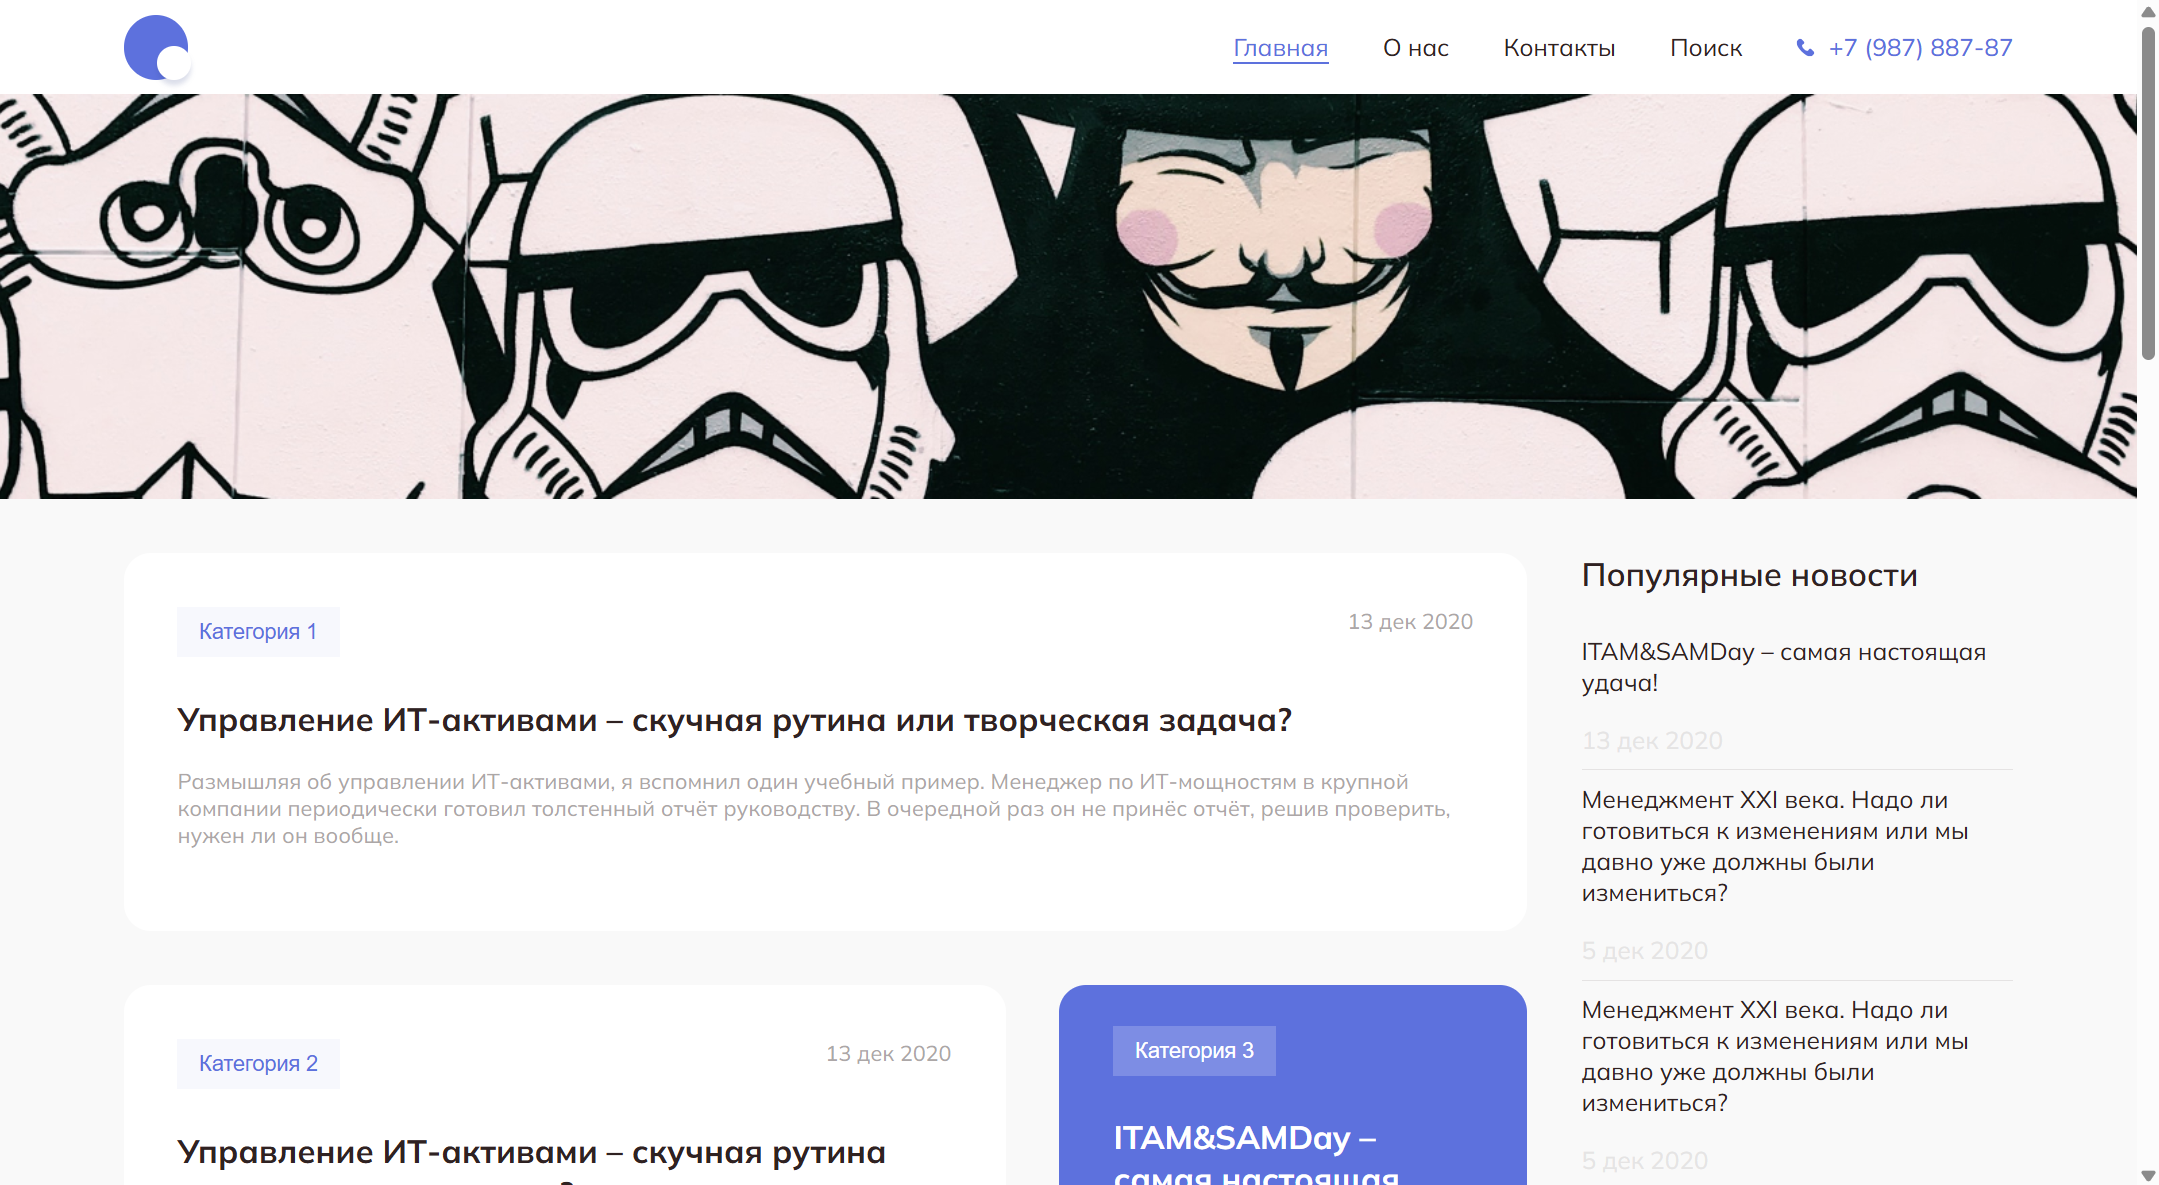 Главная О нас Контакты Поиск +7 (987) 887-87
Категория 1
13 дек 2020
Управление ИТ-активами – скучная рутина или творческая задача?
Размышляя об управлении ИТ-активами, я вспомнил один учебный пример. Менеджер по ИТ-мощностям в крупной
компании периодически готовил толстенный отчёт руководству. В очередной раз он не принёс отчёт, решив проверить,
нужен ли он вообще.
Категория 2
13 дек 2020
Управление ИТ-активами – скучная рутина
Категория 3
ITAM&SAMDay –
самая настоящая
Популярные новости
ITAM&SAMDay – самая настоящая
удача!
13 дек 2020
Менеджмент XXI века. Надо ли
готовиться к изменениям или мы
давно уже должны были
измениться?
5 дек 2020
Менеджмент XXI века. Надо ли
готовиться к изменениям или мы
давно уже должны были
измениться?
5 дек 2020